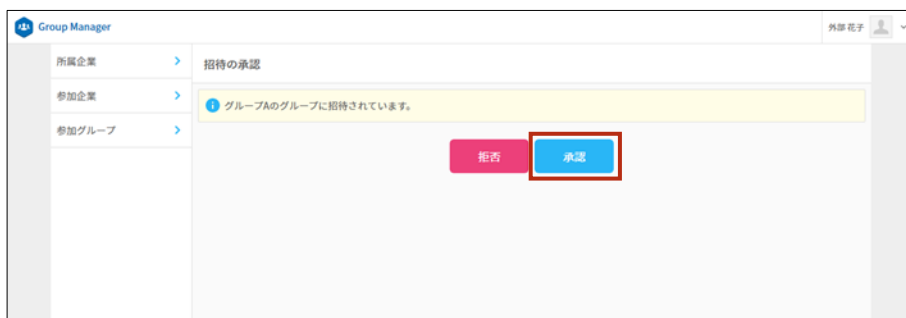 Group Manager
外部 花子
所属企業
参加企業
参加グループ
招待の承認
グループAのグループに招待されています。
拒否
承認